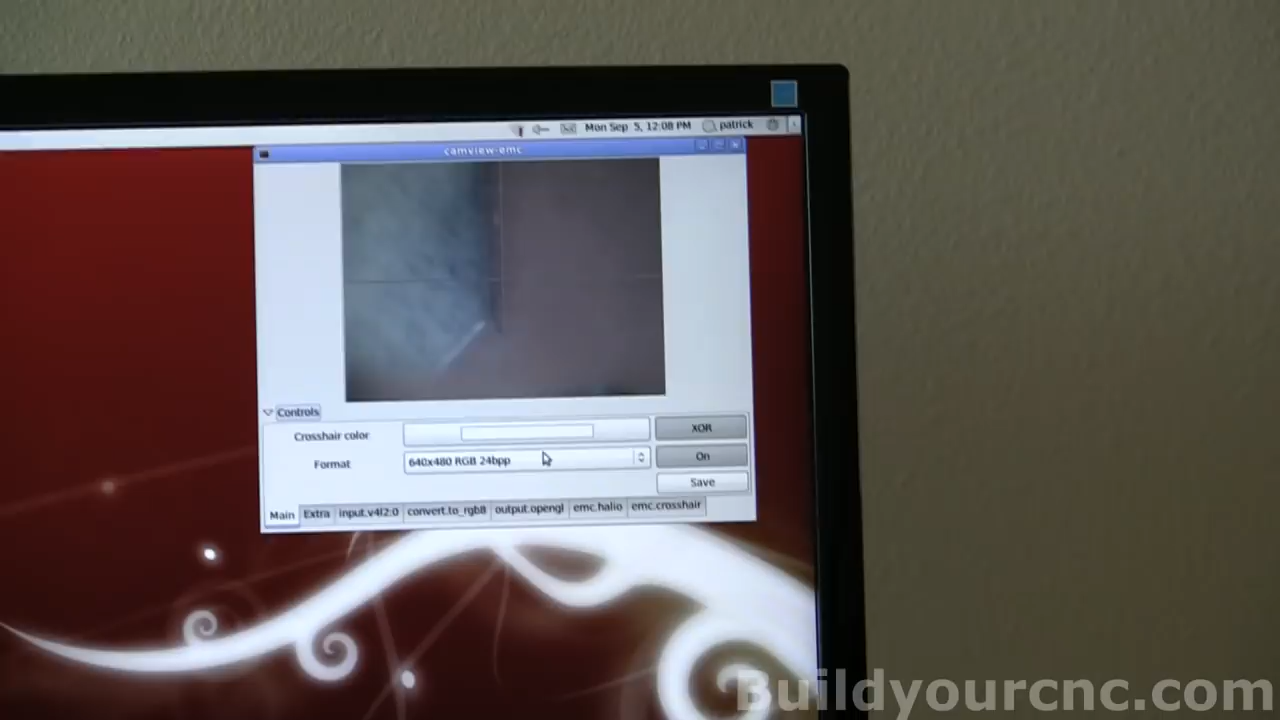 Mon Sep 5, 12:08 PM patrick
camview-emc
Controls
Crosshair color XOR
Format 640x480 RGB 24bpp On
Save
Main Extra input.v4l2:0 convert.to_rgb8 output:opengl emc.halio emc.crosshair
Buildyourcnc.com